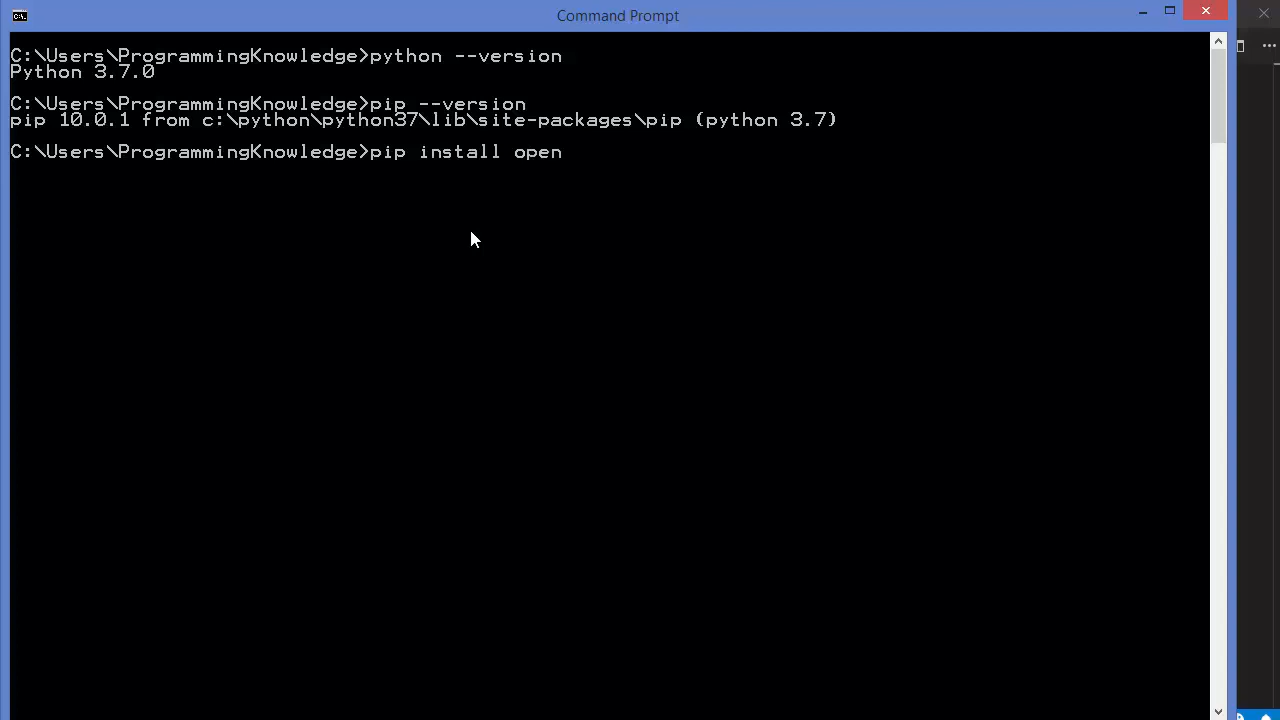 Command Prompt
C:\Users\ProgrammingKnowledge>python --version
Python 3.7.0
C:\Users\ProgrammingKnowledge>pip --version
pip 10.0.1 from c:\python\python37\lib\site-packages\pip (python 3.7)
C:\Users\ProgrammingKnowledge>pip install open